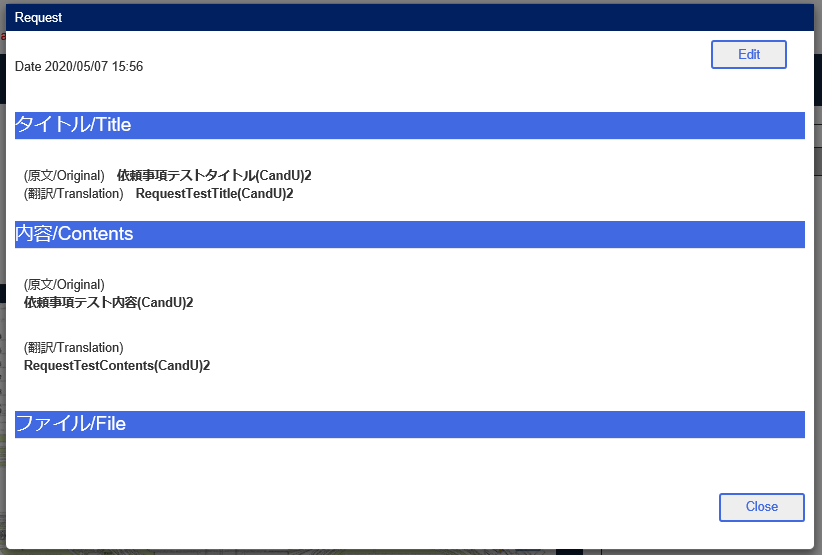 Request
Edit
Date 2020/05/07 15:56
タイトル/Title
(原文/Original) 依頼事項テストタイトル(CandU)2
(翻訳/Translation) RequestTestTitle(CandU)2
内容/Contents
(原文/Original)
依頼事項テスト内容(CandU)2
(翻訳/Translation)
RequestTestContents(CandU)2
ファイル/File
Close